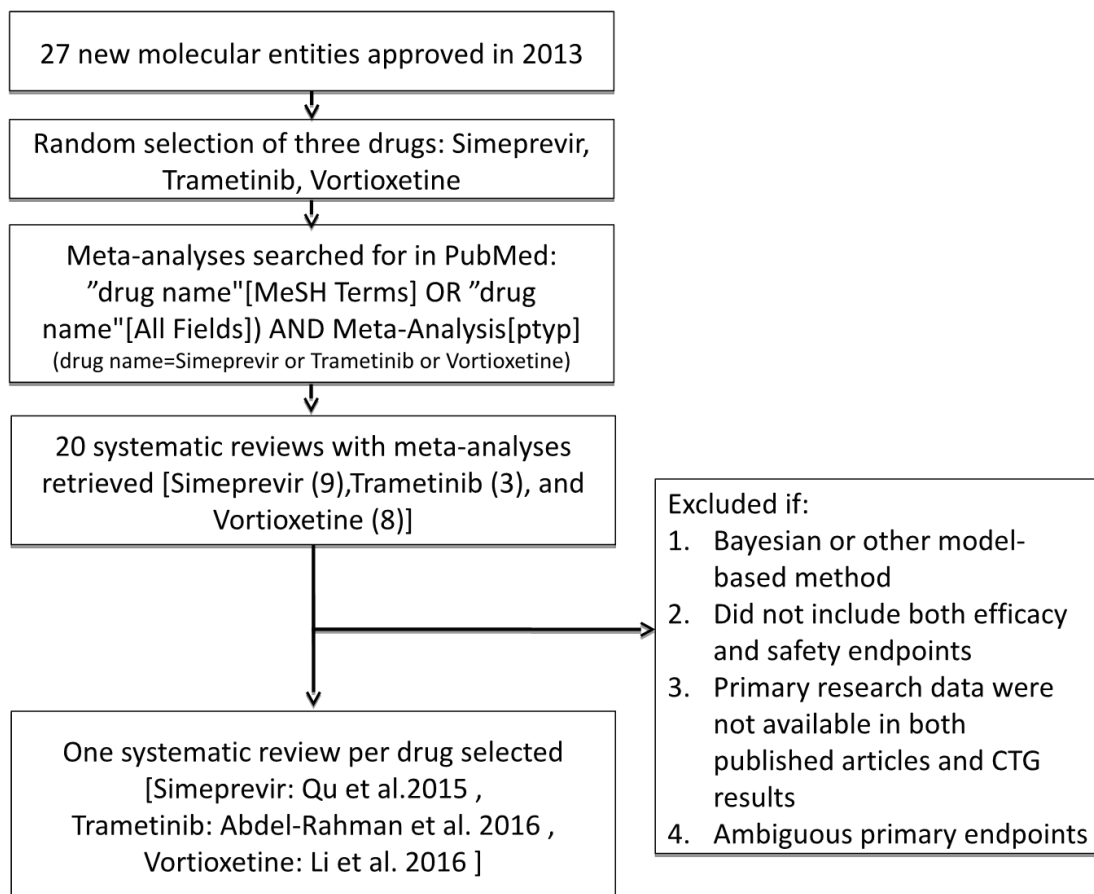 27 new molecular entities approved in 2013
Random selection of three drugs: Simeprevir,
Trametinib, Vortioxetine
Meta-analyses searched for in PubMed:
”drug name"[MeSH Terms] OR ”drug
name"[All Fields]) AND Meta-Analysis[ptyp]
(drug name=Simeprevir or Trametinib or Vortioxetine)
20 systematic reviews with meta-analyses
retrieved [Simeprevir (9),Trametinib (3), and
Vortioxetine (8)]
Excluded if:
1. Bayesian or other model-
based method
2. Did not include both efficacy
and safety endpoints
3. Primary research data were
not available in both
published articles and CTG
results
4. Ambiguous primary endpoints
One systematic review per drug selected
[Simeprevir: Qu et al.2015 ,
Trametinib: Abdel-Rahman et al. 2016 ,
Vortioxetine: Li et al. 2016 ]